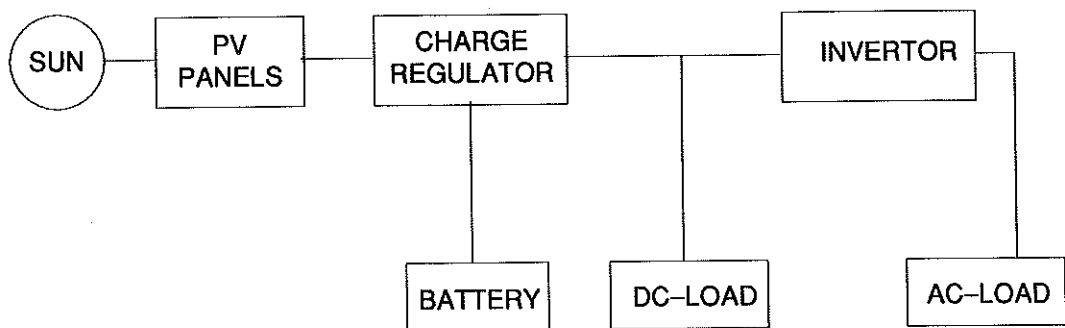 SUN
PV
PANELS
CHARGE
REGULATOR
INVERTOR
BATTERY
DC–LOAD
AC–LOAD